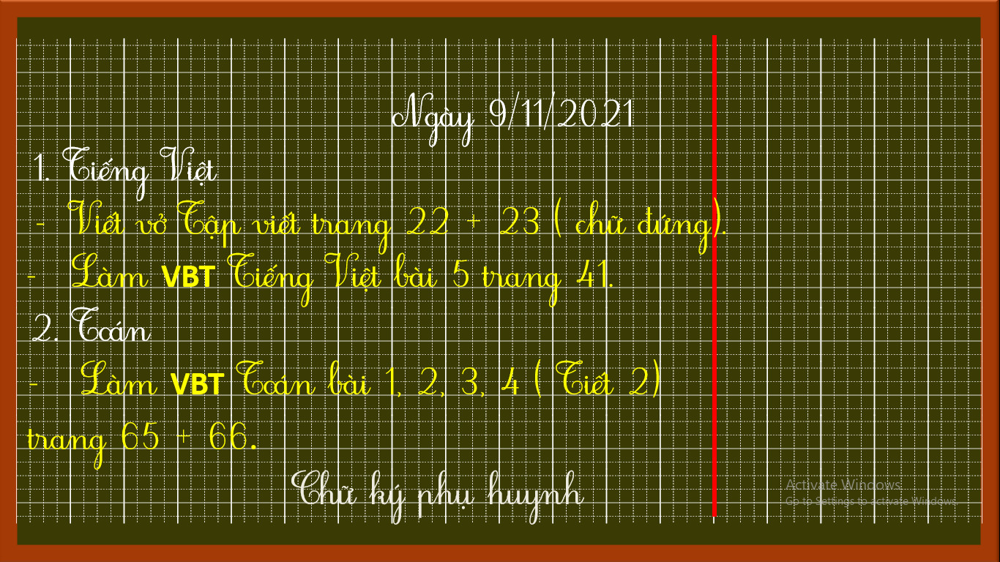 Ngày 9/11/2021
1. Tiếng Việt
- Viết vở Tập viết trang 22 + 23 ( chữ đứng).
- Làm VBT Tiếng Việt bài 5 trang 41.
2. Toán
- Làm VBT Toán bài 1, 2, 3, 4 ( Tiết 2)
trang 65 + 66.
Chữ ký phụ huynh
Activate Windows
Go to Settings to activate Windows.